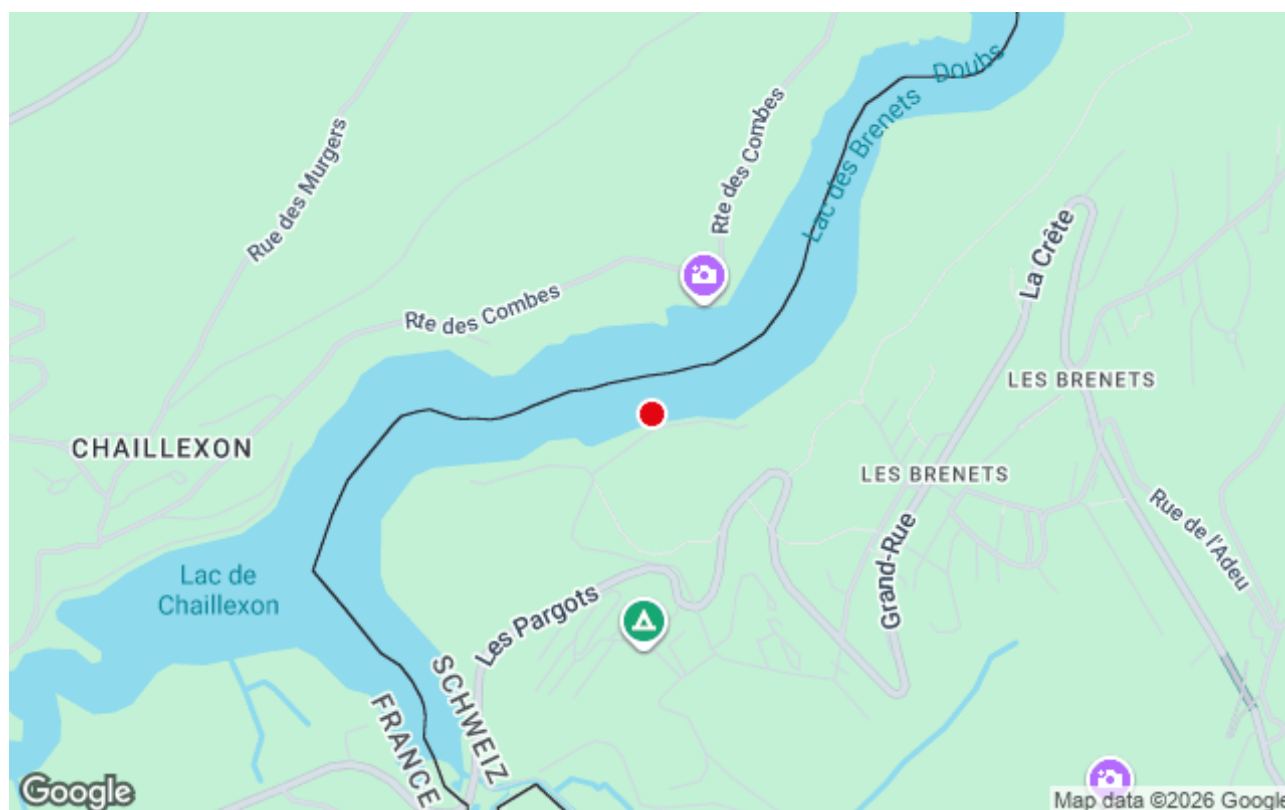 Doubs
Lac des Brenets
Rte des Combes
Rue des Murgers
La Crête
Rte des Combes
LES BRENETS
CHAILLEXON
LES BRENETS
Rue de l'Adeu
Grand-Rue
Lac de
Chaillexon
Les Pargots
SCHWEIZ
FRANCE
Google
Map data ©2026 Google